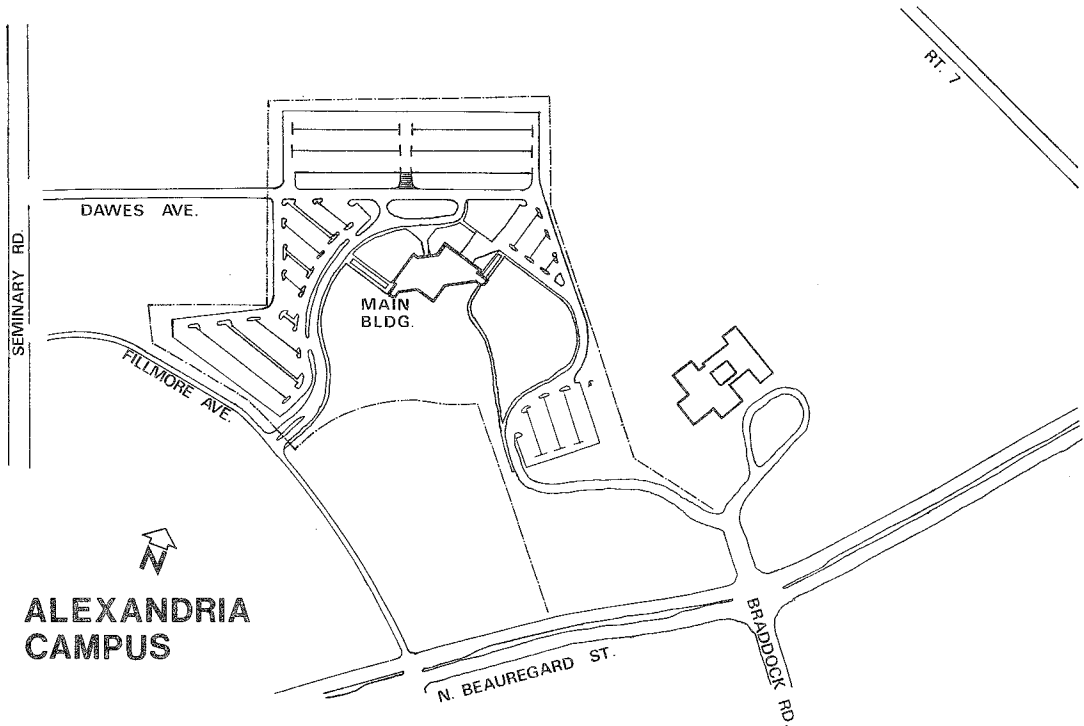 RT. 7
DAWES AVE.
SEMINARY RD.
MAIN
BLDG.
FILLMORE AVE.
N
ALEXANDRIA
CAMPUS
N. BEAUREGARD ST.
BRADDOCK RD.